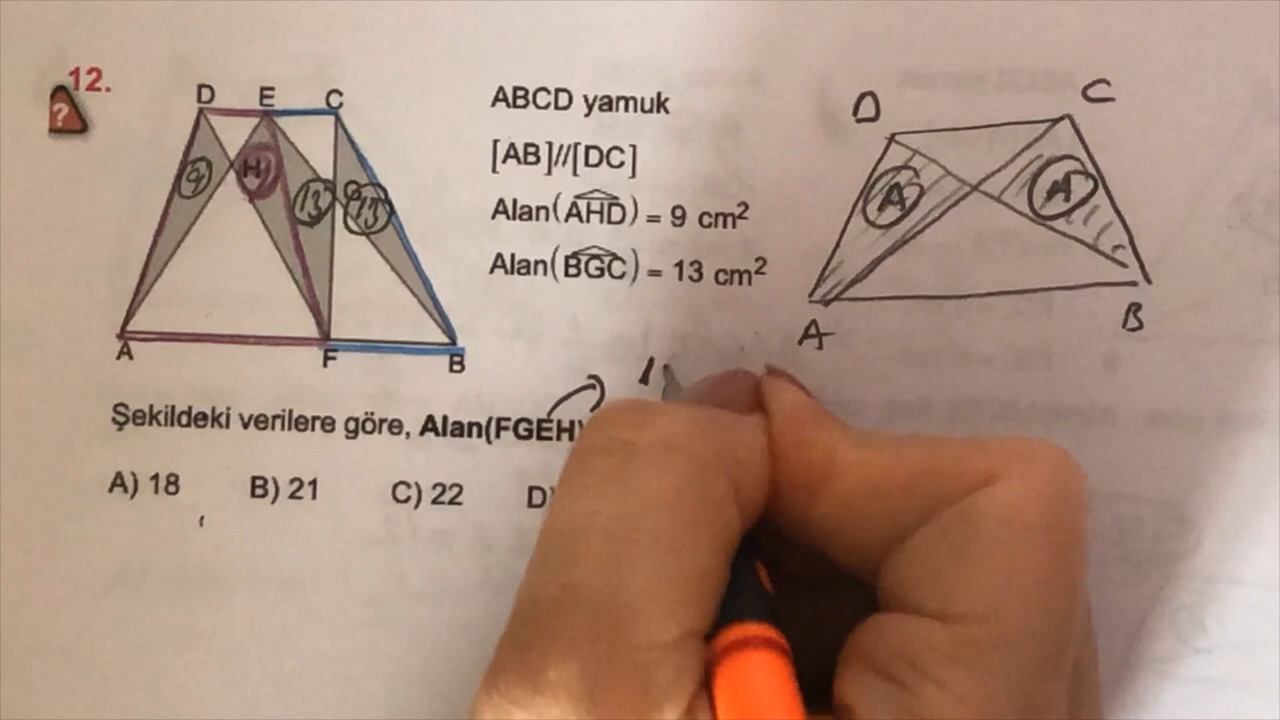 12.
?
D E C
9 H 13 G 13
A F B
ABCD yamuk
[AB]//[DC]
Alan(AHD) = 9 cm²
Alan(BGC) = 13 cm²
D C
A A
A B
Şekildeki verilere göre, Alan(FGEH)
A) 18 B) 21 C) 22 D)